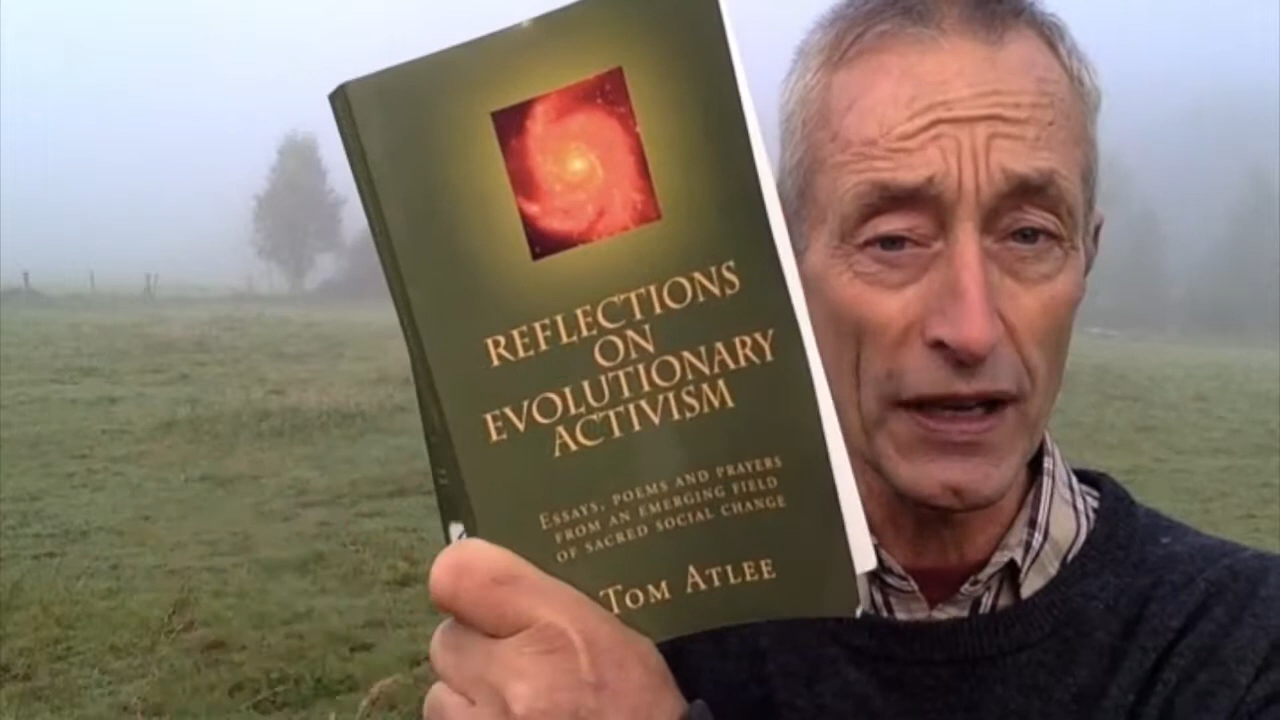 REFLECTIONS
ON
EVOLUTIONARY
ACTIVISM
ESSAYS, POEMS AND PRAYERS
FROM AN EMERGING FIELD
OF SACRED SOCIAL CHANGE
TOM ATLEE